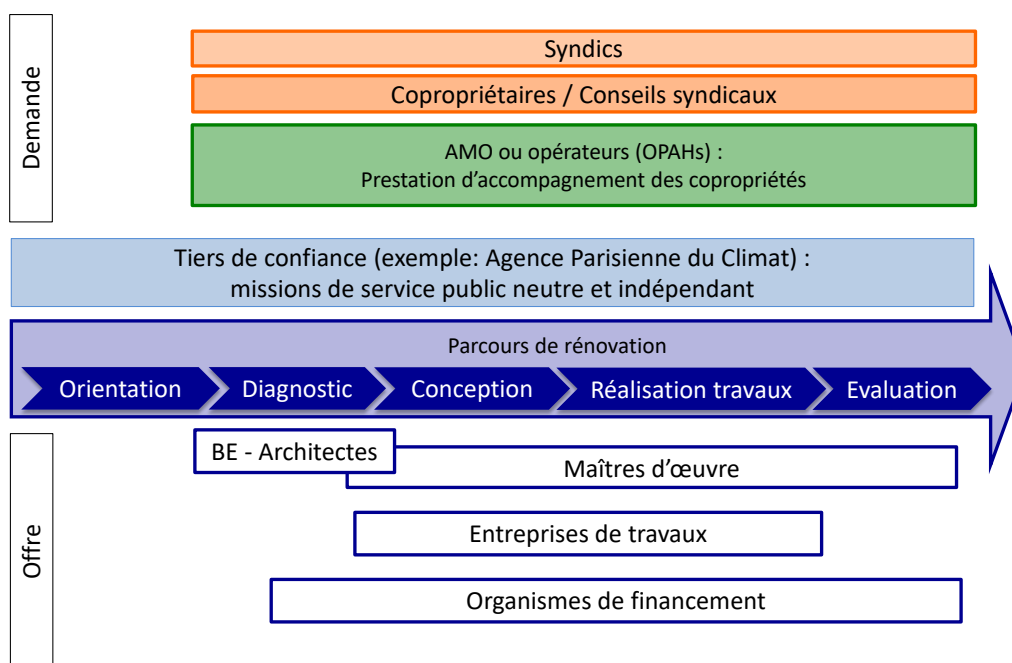 Demande
Syndics
Copropriétaires / Conseils syndicaux
AMO ou opérateurs (OPAHs) :
Prestation d’accompagnement des copropriétés
Tiers de confiance (exemple: Agence Parisienne du Climat) :
missions de service public neutre et indépendant
Parcours de rénovation
Orientation
Diagnostic
Conception
Réalisation travaux
Evaluation
Offre
BE - Architectes
Maîtres d’œuvre
Entreprises de travaux
Organismes de financement